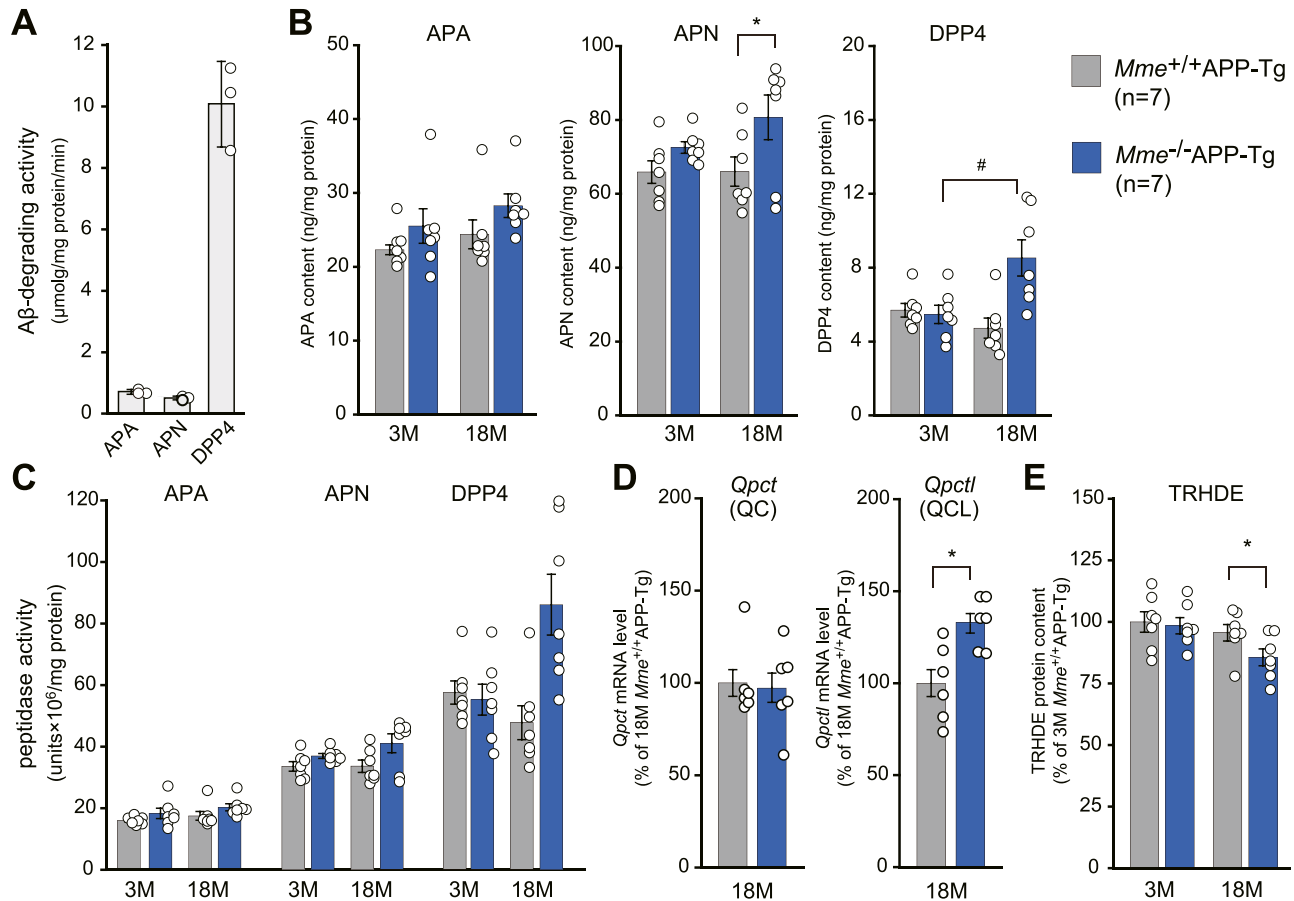 A
Aβ-degrading activity
(μmolg/mg protein/min)
12
10
8
6
4
2
0
APA
APN
DPP4
B
APA
APA content (ng/mg protein)
50
40
30
20
10
0
3M
18M
APN
*
APN content (ng/mg protein)
100
80
60
40
20
0
3M
18M
DPP4
#
DPP4 content (ng/mg protein)
20
16
12
8
4
0
3M
18M
Mme+/+APP-Tg
(n=7)
Mme-/-APP-Tg
(n=7)
C
APA
APN
DPP4
peptidase activity
(units×10⁶/mg protein)
120
100
80
60
40
20
0
3M
18M
3M
18M
3M
18M
D
Qpct
(QC)
Qpct mRNA level
(% of 18M Mme+/+APP-Tg)
200
150
100
50
0
18M
Qpctl
(QCL)
*
Qpctl mRNA level
(% of 18M Mme+/+APP-Tg)
200
150
100
50
0
18M
E
TRHDE
*
TRHDE protein content
(% of 3M Mme+/+APP-Tg)
150
125
100
75
50
25
0
3M
18M